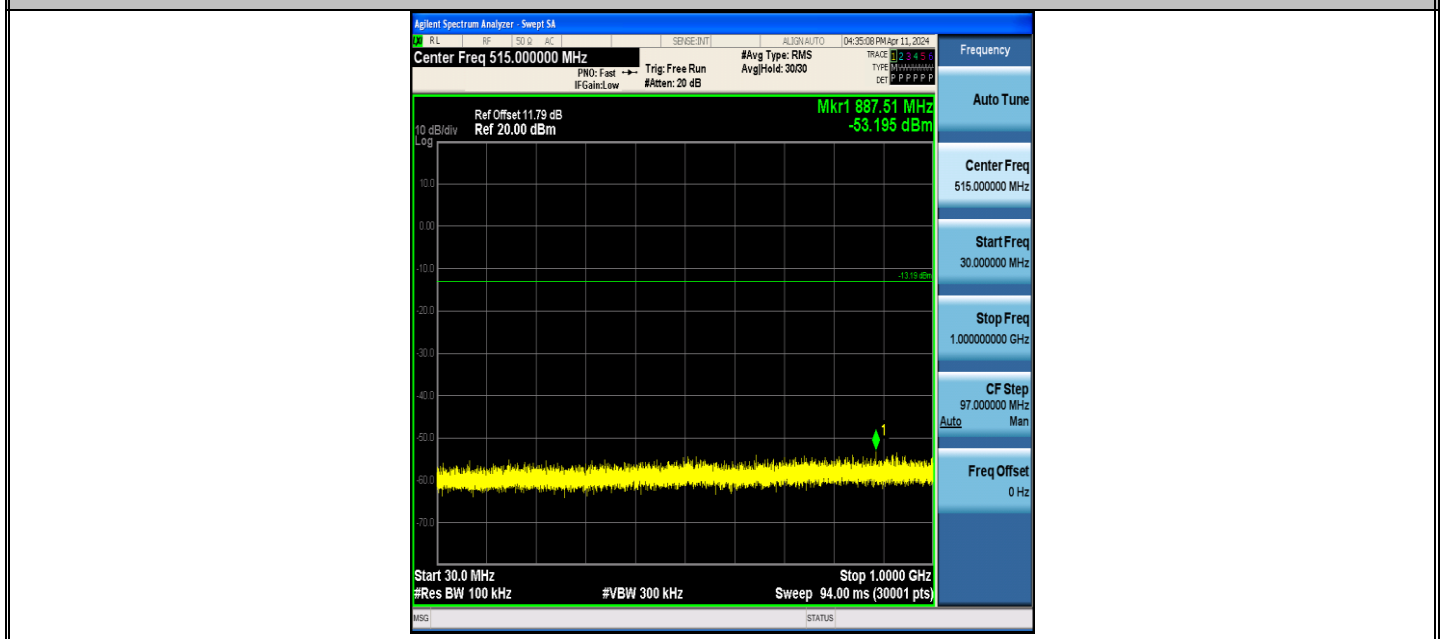 Agilent Spectrum Analyzer - Swept SA
RL RF 50 Ω AC SENSE:INT ALIGN AUTO 04:35:08 PM Apr 11, 2024
Center Freq 515.000000 MHz
PNO: Fast
IFGain:Low
Trig: Free Run
#Atten: 20 dB
#Avg Type: RMS
Avg|Hold: 30/30
TRACE 1 2 3 4 5 6
TYPE M
DET P P P P P P
Mkr1 887.51 MHz
-53.195 dBm
Ref Offset 11.79 dB
10 dB/div Ref 20.00 dBm
Log
10.0
0.00
-10.0
-13.19 dBm
-20.0
-30.0
-40.0
1
-50.0
-60.0
-70.0
Start 30.0 MHz Stop 1.0000 GHz
#Res BW 100 kHz #VBW 300 kHz Sweep 94.00 ms (30001 pts)
MSG STATUS
Frequency
Auto Tune
Center Freq
515.000000 MHz
Start Freq
30.000000 MHz
Stop Freq
1.000000000 GHz
CF Step
97.000000 MHz
Auto Man
Freq Offset
0 Hz